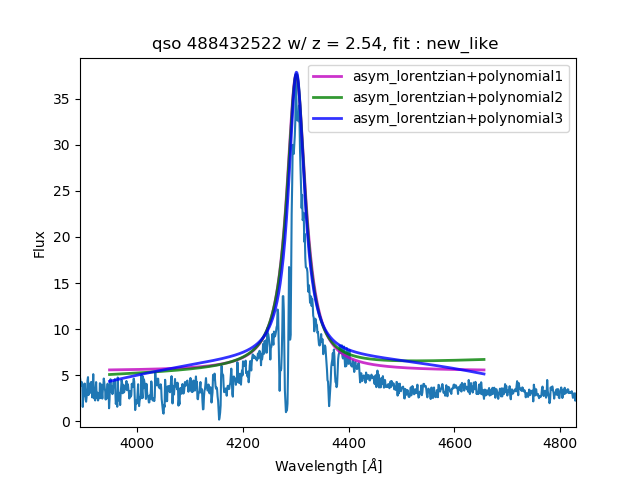 qso 488432522 w/ z = 2.54, fit : new_like
asym_lorentzian+polynomial1
asym_lorentzian+polynomial2
asym_lorentzian+polynomial3
35
30
25
20
15
10
5
0
Flux
4000 4200 4400 4600 4800
Wavelength [Å]